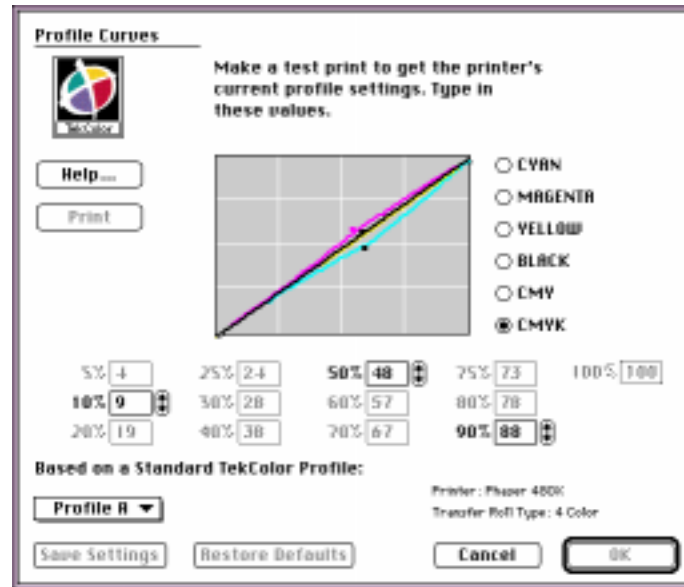 Profile Curves
Make a test print to get the printer's
current profile settings. Type in
these values.
TekColor
Help...
Print
CYAN
MAGENTA
YELLOW
BLACK
CMY
CMYK
5% 4 25% 24 50% 48 75% 73 100% 100
10% 9 30% 28 60% 57 80% 78
20% 19 40% 38 70% 67 90% 88
Based on a Standard TekColor Profile:
Profile A
Printer: Phaser 480X
Transfer Roll Type: 4 Color
Save Settings Restore Defaults Cancel OK